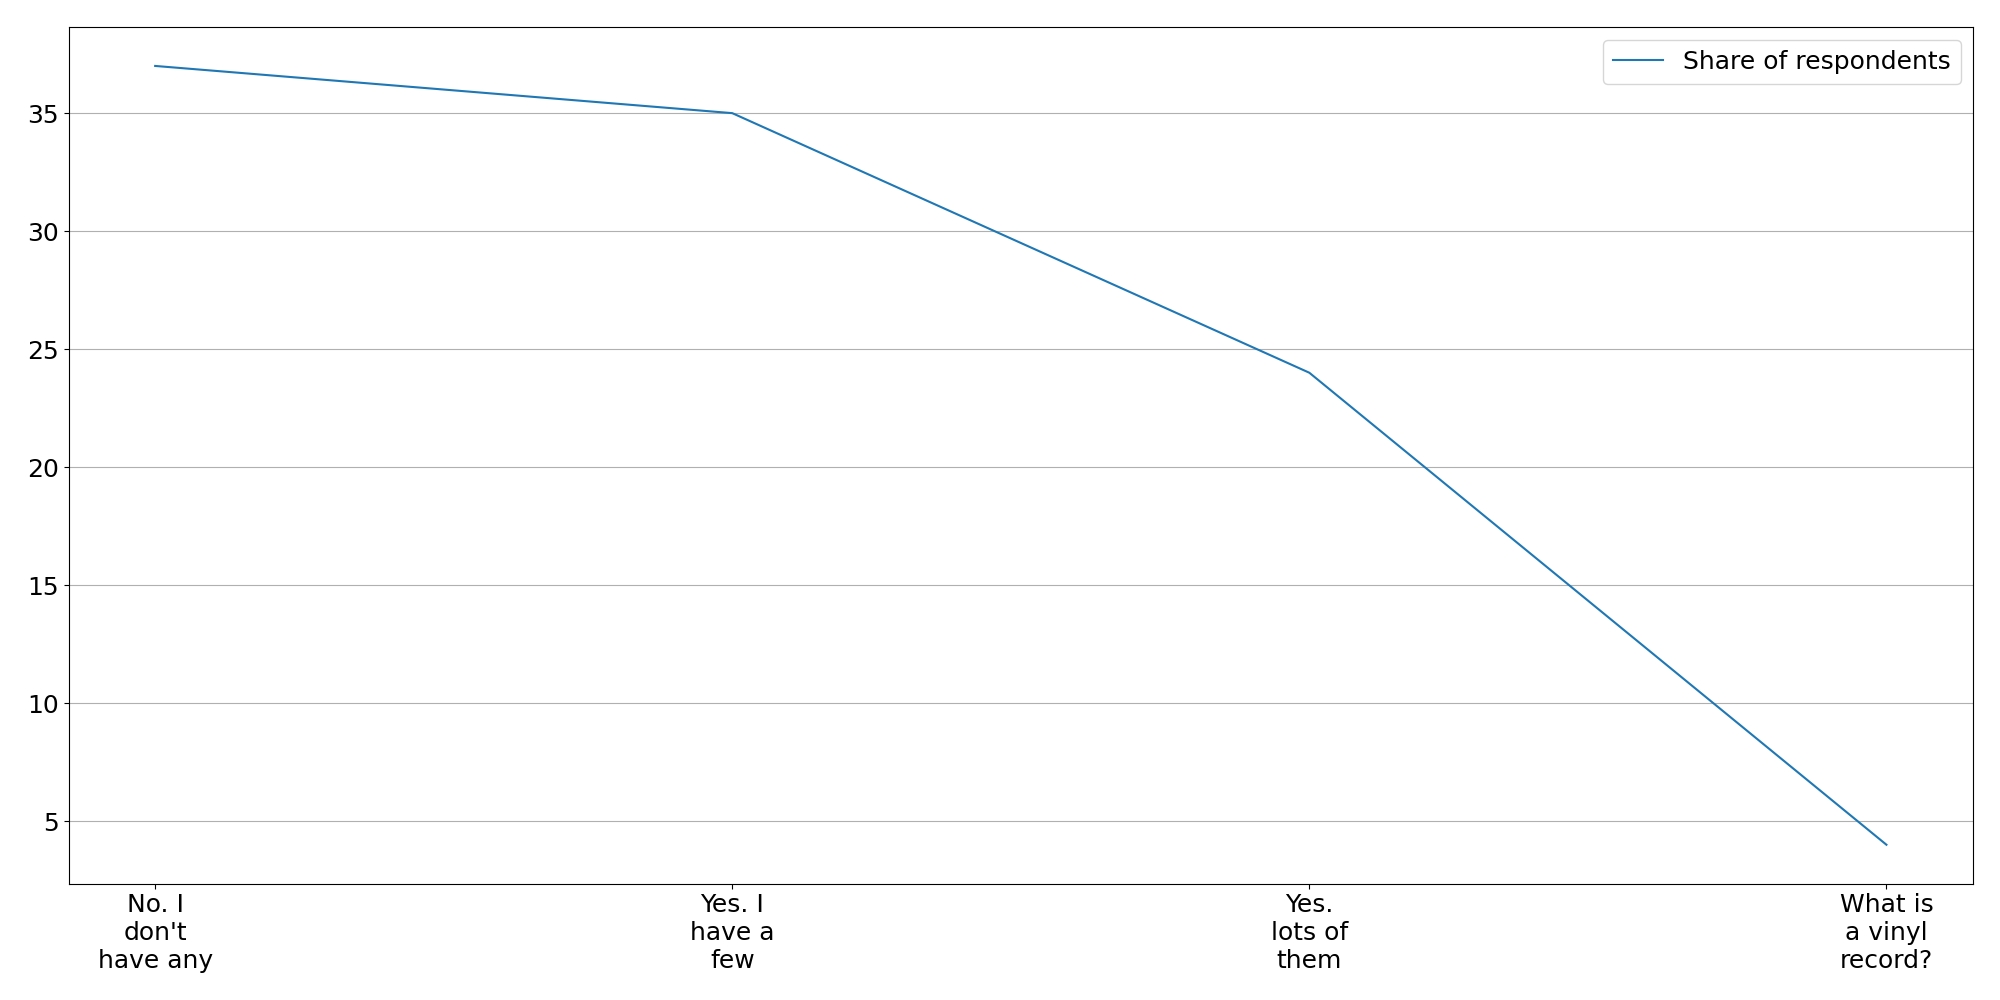 Share of respondents
35
30
25
20
15
10
5
No. I
don't
have any
Yes. I
have a
few
Yes.
lots of
them
What is
a vinyl
record?